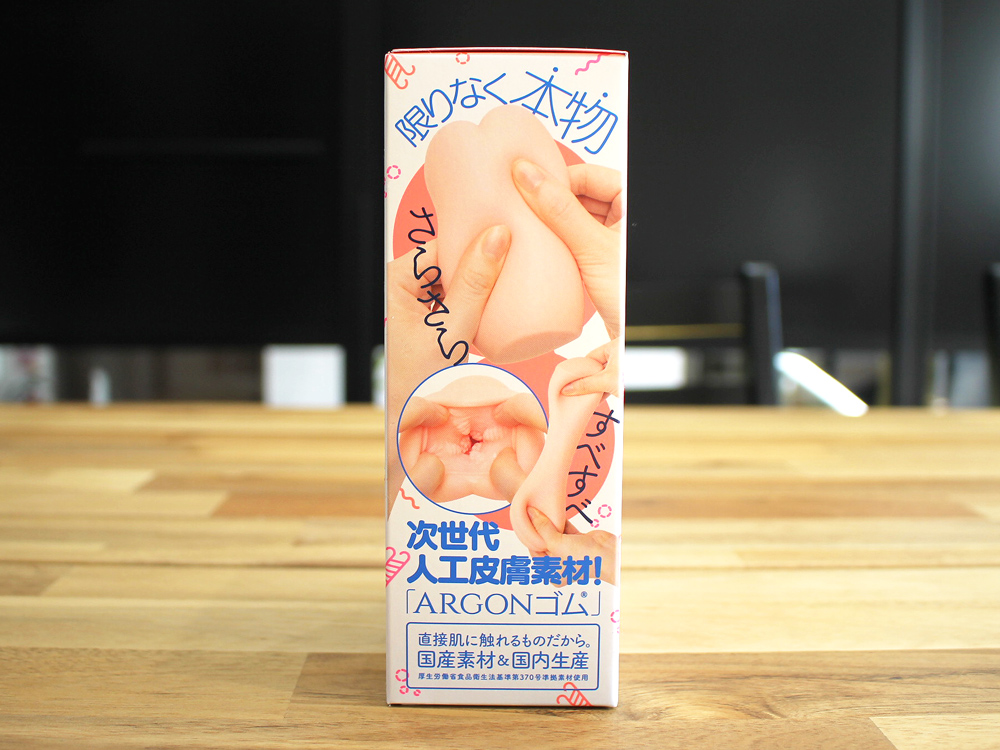 限りなく本物
さらさら
すべすべ
次世代
人工皮膚素材!
「ARGONゴム®」
直接肌に触れるものだから。
国産素材&国内生産
厚生労働省食品衛生法基準第370号準拠素材使用